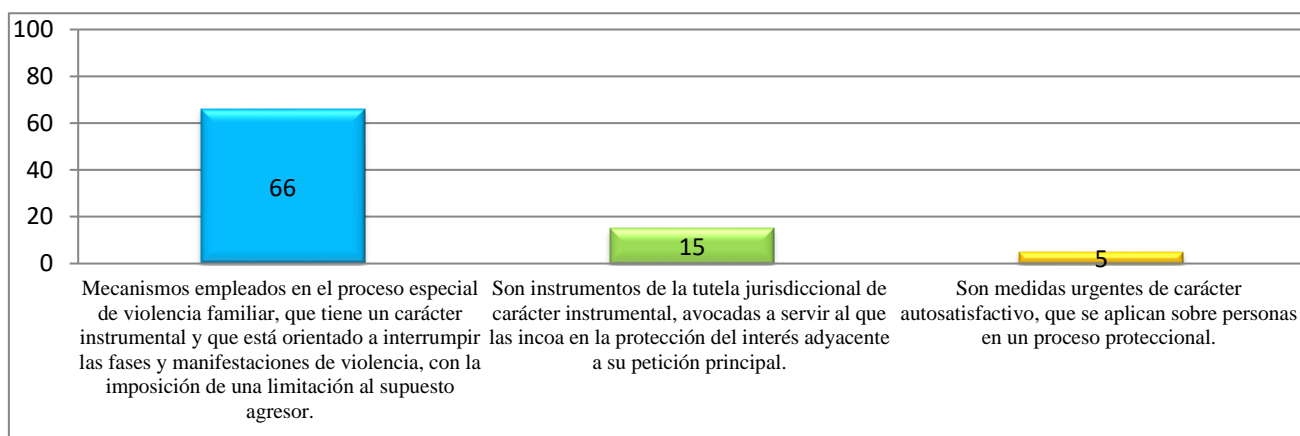 100
80
60
40
20
0
66
15
5
Mecanismos empleados en el proceso especial
de violencia familiar, que tiene un carácter
instrumental y que está orientado a interrumpir
las fases y manifestaciones de violencia, con la
imposición de una limitación al supuesto
agresor.
Son instrumentos de la tutela jurisdiccional de
carácter instrumental, avocadas a servir al que
las incoa en la protección del interés adyacente
a su petición principal.
Son medidas urgentes de carácter
autosatisfactivo, que se aplican sobre personas
en un proceso proteccional.